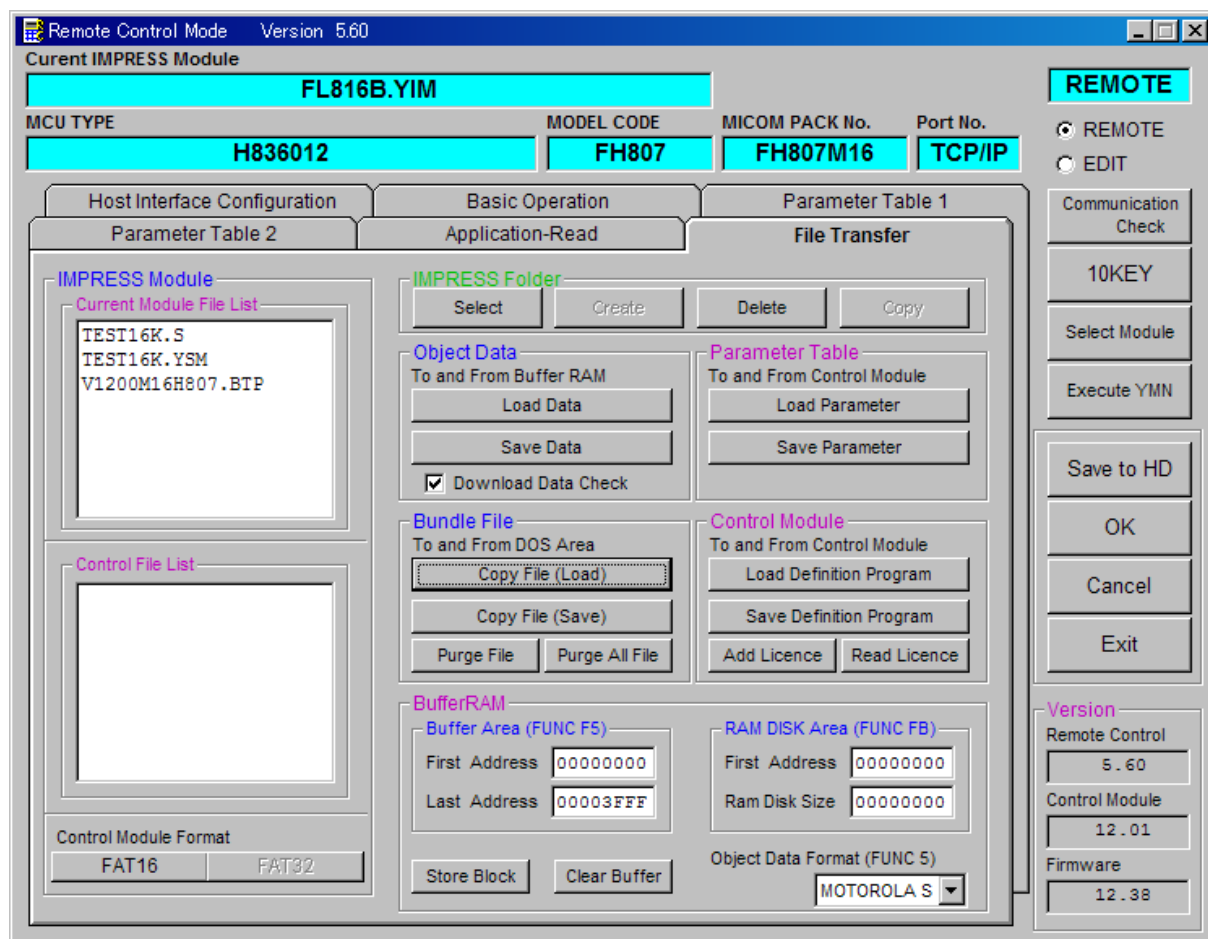 Remote Control Mode Version 5.60
Curent IMPRESS Module
FL816B.YIM
MCU TYPE MODEL CODE MICOM PACK No. Port No.
H836012 FH807 FH807M16 TCP/IP
REMOTE
REMOTE
EDIT
Host Interface Configuration Basic Operation Parameter Table 1
Parameter Table 2 Application-Read File Transfer
IMPRESS Module
Current Module File List
TEST16K.S
TEST16K.YSM
V1200M16H807.BTP
Control File List
Control Module Format
FAT16 FAT32
IMPRESS Folder
Select Create Delete Copy
Object Data
To and From Buffer RAM
Load Data
Save Data
Download Data Check
Parameter Table
To and From Control Module
Load Parameter
Save Parameter
Bundle File
To and From DOS Area
Copy File (Load)
Copy File (Save)
Purge File Purge All File
Control Module
To and From Control Module
Load Definition Program
Save Definition Program
Add Licence Read Licence
BufferRAM
Buffer Area (FUNC F5)
First Address 00000000
Last Address 00003FFF
RAM DISK Area (FUNC FB)
First Address 00000000
Ram Disk Size 00000000
Store Block Clear Buffer
Object Data Format (FUNC 5)
MOTOROLA S
Communication
Check
10KEY
Select Module
Execute YMN
Save to HD
OK
Cancel
Exit
Version
Remote Control
5.60
Control Module
12.01
Firmware
12.38